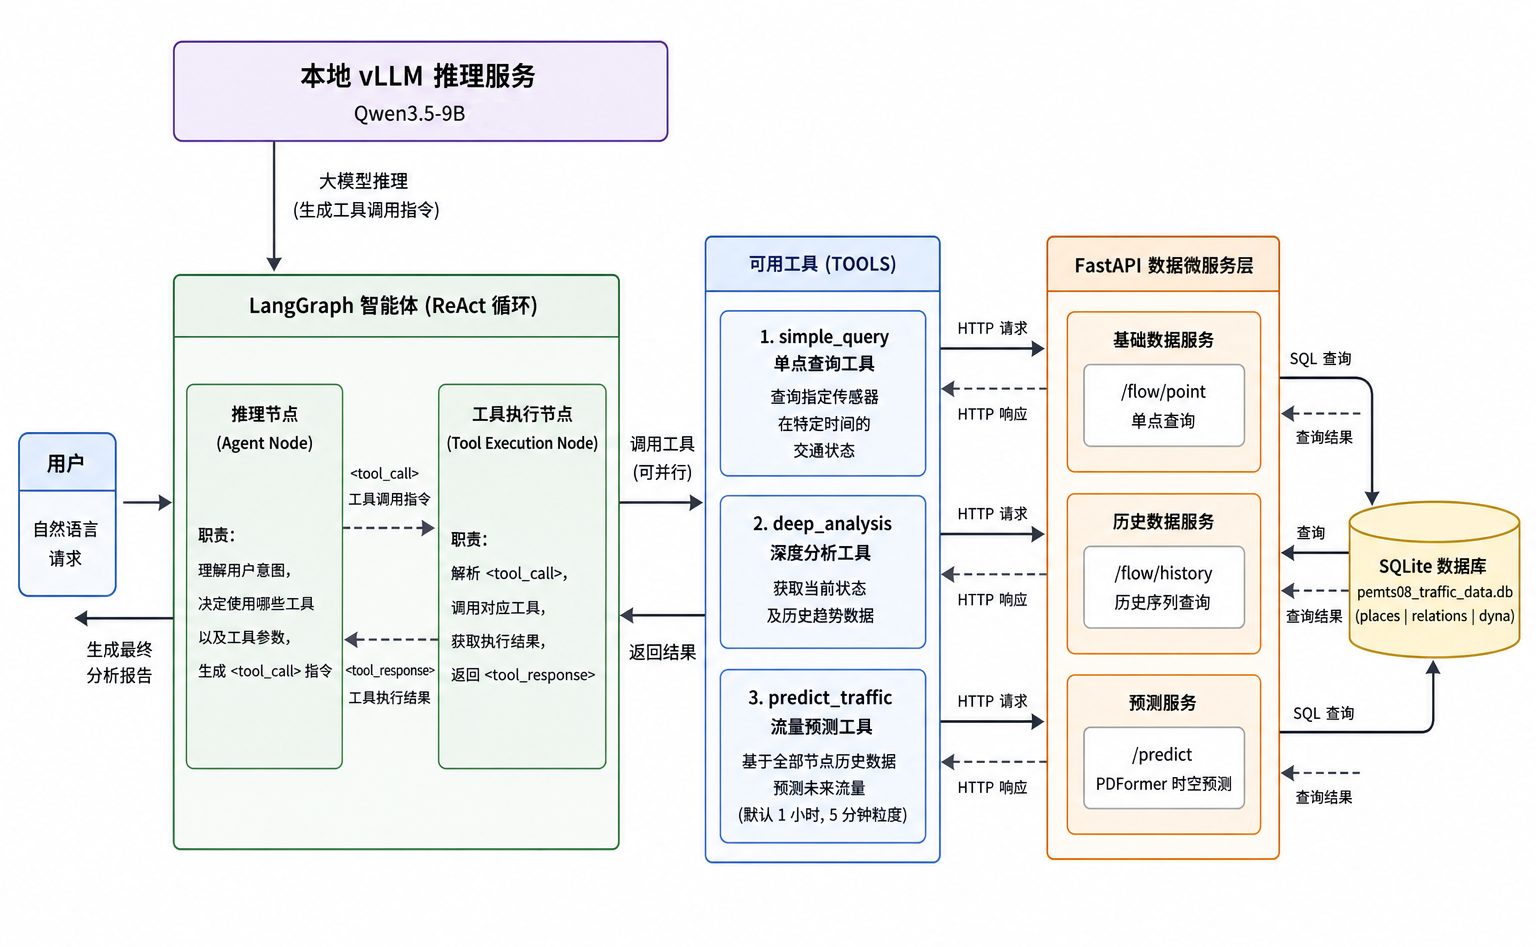 本地 vLLM 推理服务
Qwen3.5-9B
大模型推理
(生成工具调用指令)
用户
自然语言
请求
生成最终
分析报告
LangGraph 智能体 (ReAct 循环)
推理节点
(Agent Node)
职责：
理解用户意图，
决定使用哪些工具
以及工具参数，
生成 <tool_call> 指令
<tool_call>
工具调用指令
<tool_response>
工具执行结果
工具执行节点
(Tool Execution Node)
职责：
解析 <tool_call>，
调用对应工具，
获取执行结果，
返回 <tool_response>
调用工具
(可并行)
返回结果
可用工具 (TOOLS)
1. simple_query
单点查询工具
查询指定传感器
在特定时间的
交通状态
2. deep_analysis
深度分析工具
获取当前状态
及历史趋势数据
3. predict_traffic
流量预测工具
基于全部节点历史数据
预测未来流量
(默认 1 小时, 5 分钟粒度)
HTTP 请求
HTTP 响应
HTTP 请求
HTTP 响应
HTTP 请求
HTTP 响应
FastAPI 数据微服务层
基础数据服务
/flow/point
单点查询
历史数据服务
/flow/history
历史序列查询
预测服务
/predict
PDFormer 时空预测
SQL 查询
查询结果
查询
查询结果
SQL 查询
查询结果
SQLite 数据库
pemts08_traffic_data.db
(places | relations | dyna)